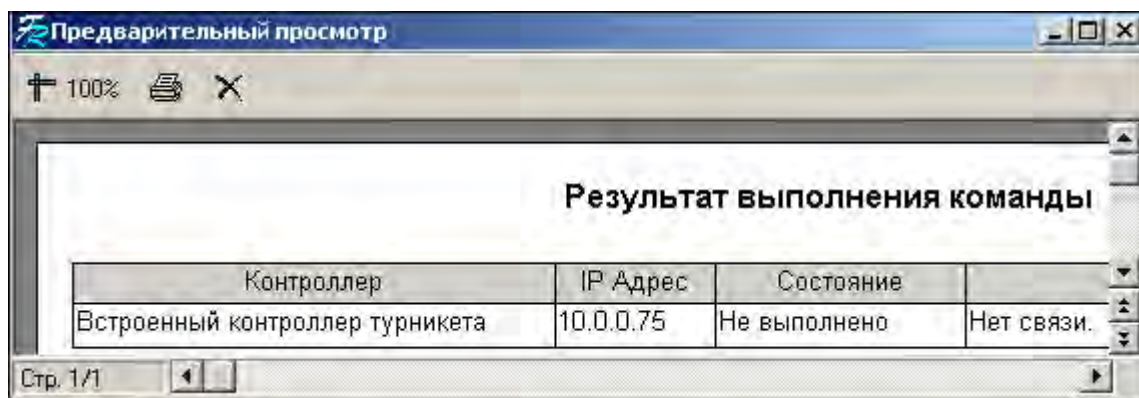 Предварительный просмотр
100%
Результат выполнения команды
Контроллер IP Адрес Состояние
Встроенный контроллер турникета 10.0.0.75 Не выполнено Нет связи.
Стр. 1/1